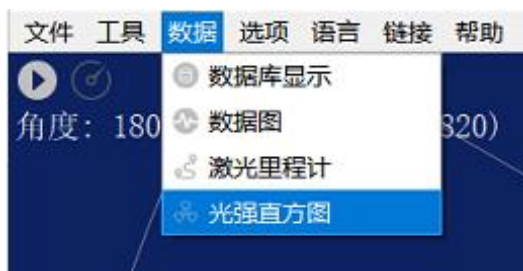 文件 工具 数据 选项 语言 链接 帮助
数据库显示
角度: 180 820)
数据图
激光里程计
光强直方图